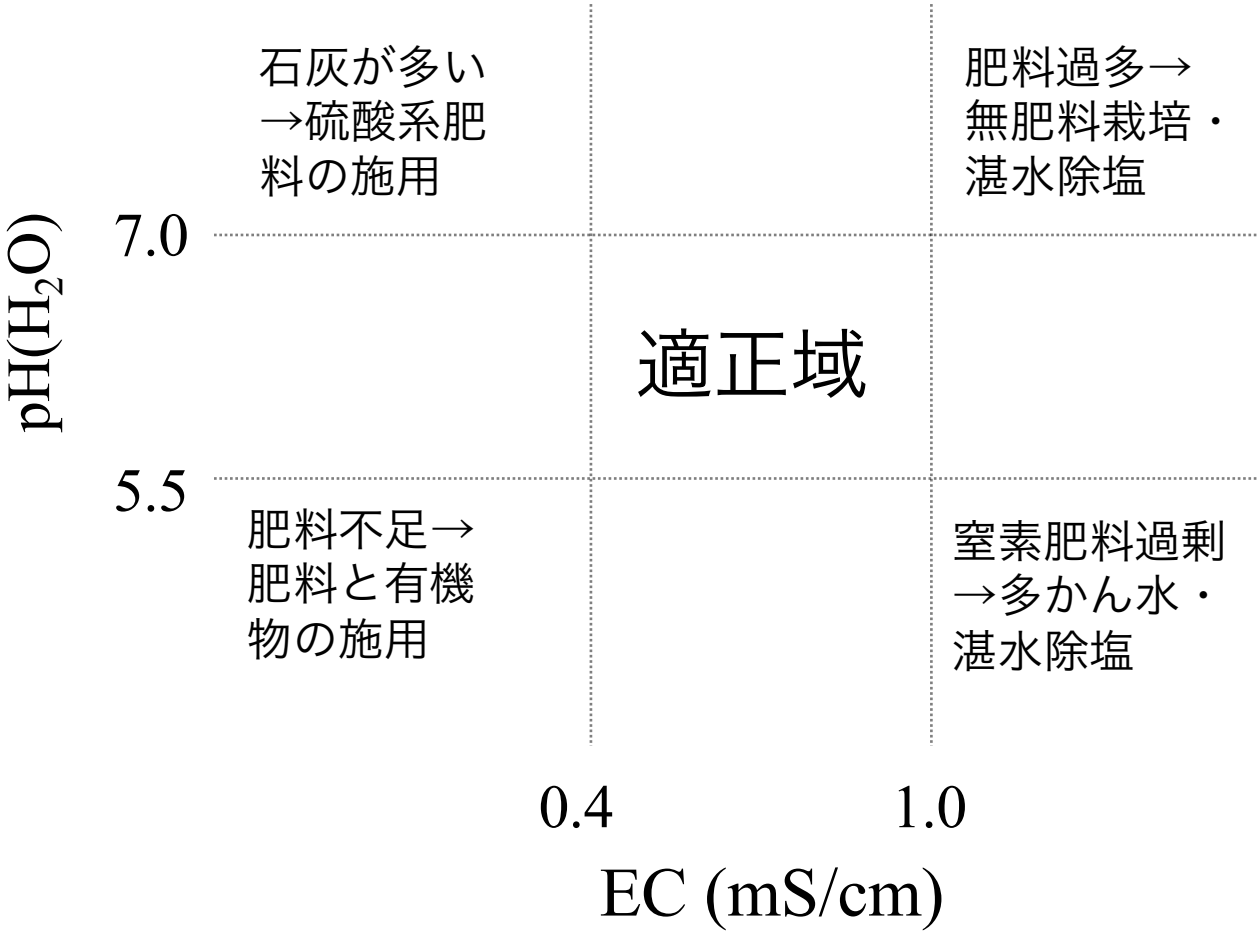 石灰が多い
→硫酸系肥
料の施用
肥料過多→
無肥料栽培・
湛水除塩
7.0
pH(H₂O)
適正域
5.5
肥料不足→
肥料と有機
物の施用
窒素肥料過剰
→多かん水・
湛水除塩
0.4
1.0
EC (mS/cm)